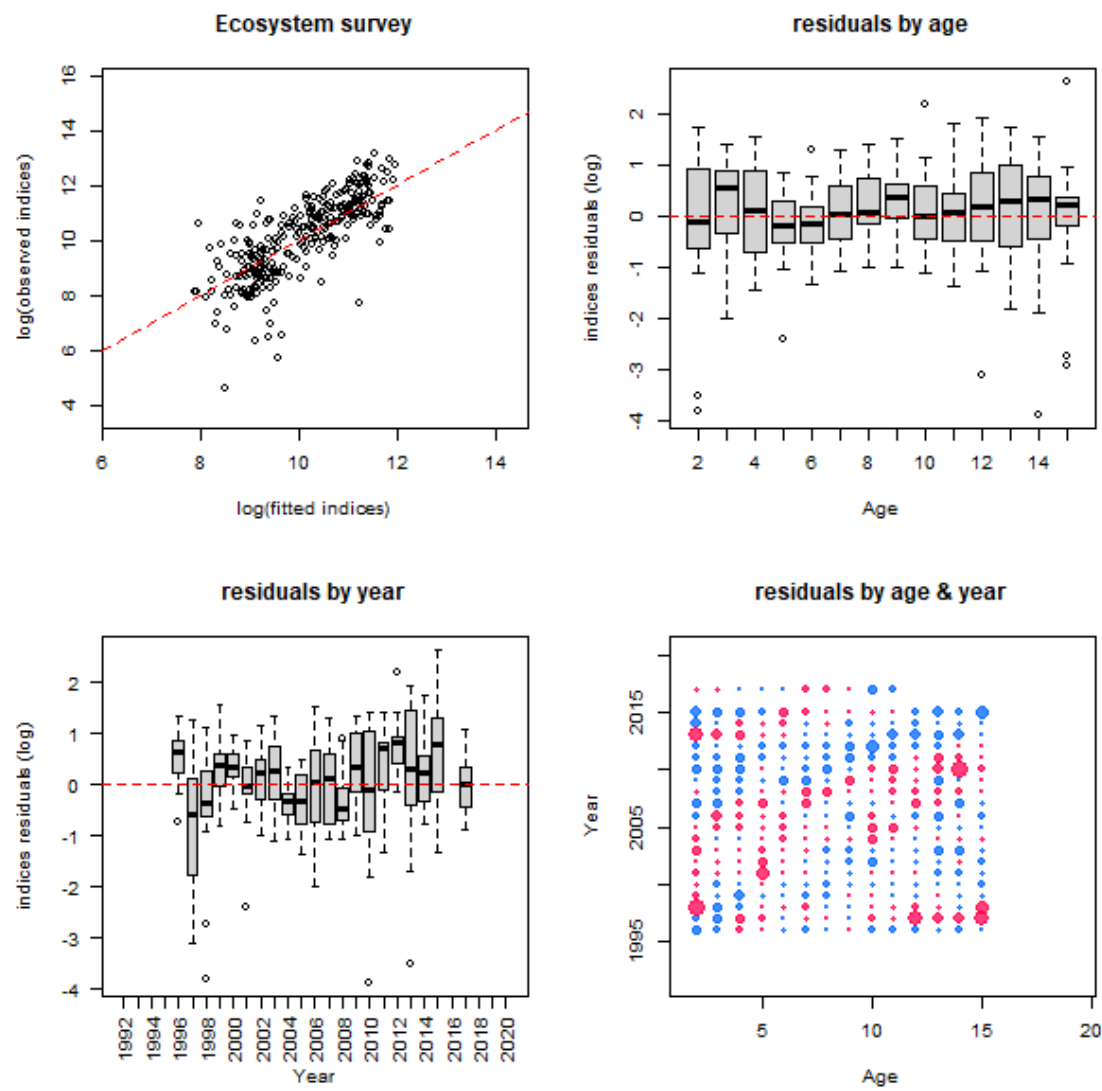 Ecosystem survey
log(observed indices)
16
14
12
10
8
6
4
6 8 10 12 14
log(fitted indices)
residuals by age
indices residuals (log)
2
1
0
-1
-2
-3
-4
2 4 6 8 10 12 14
Age
residuals by year
indices residuals (log)
2
1
0
-1
-2
-3
-4
1992 1994 1996 1998 2000 2002 2004 2006 2008 2010 2012 2014 2016 2018 2020
Year
residuals by age & year
Year
2015
2005
1995
5 10 15 20
Age